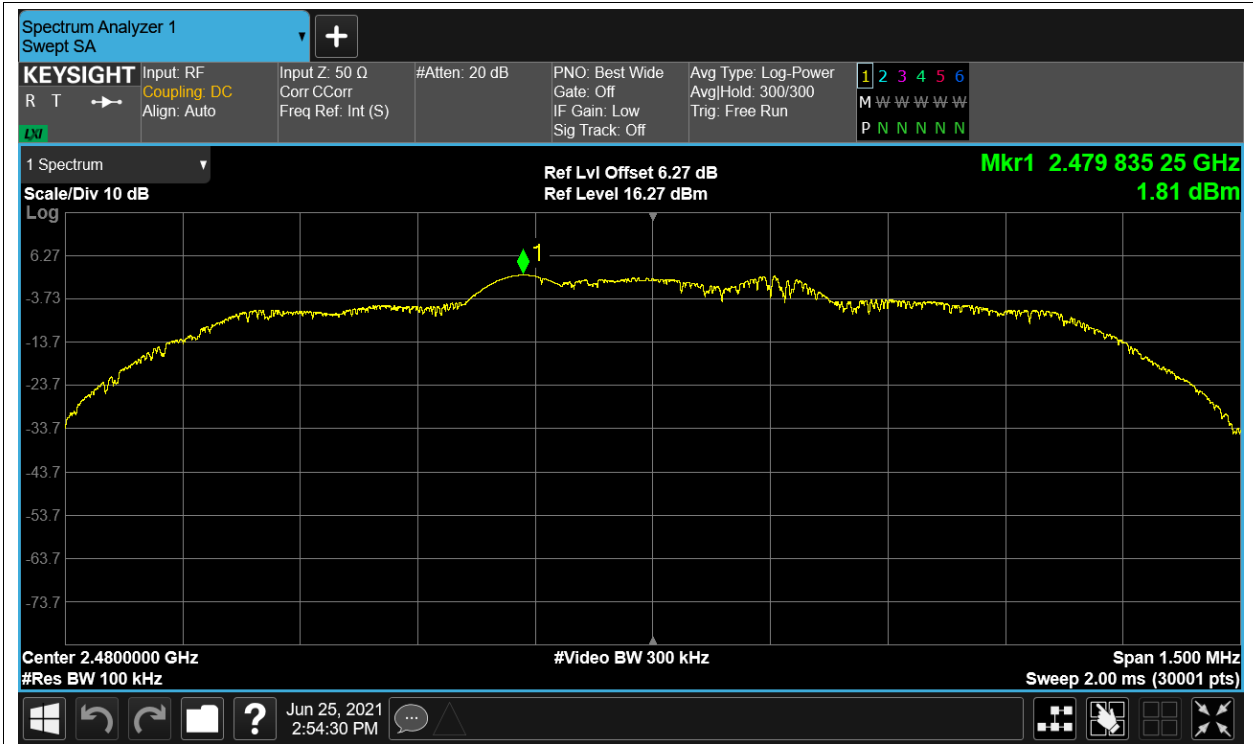 Spectrum Analyzer 1
Swept SA
KEYSIGHT
R T
LXI
Input: RF
Coupling: DC
Align: Auto
Input Z: 50 Ω
Corr CCorr
Freq Ref: Int (S)
#Atten: 20 dB
PNO: Best Wide
Gate: Off
IF Gain: Low
Sig Track: Off
Avg Type: Log-Power
Avg|Hold: 300/300
Trig: Free Run
1 2 3 4 5 6
M W W W W W
P N N N N N
1 Spectrum
Scale/Div 10 dB
Log
Ref Lvl Offset 6.27 dB
Ref Level 16.27 dBm
Mkr1 2.479 835 25 GHz
1.81 dBm
1
6.27
-3.73
-13.7
-23.7
-33.7
-43.7
-53.7
-63.7
-73.7
Center 2.4800000 GHz
#Res BW 100 kHz
#Video BW 300 kHz
Span 1.500 MHz
Sweep 2.00 ms (30001 pts)
?
Jun 25, 2021
2:54:30 PM